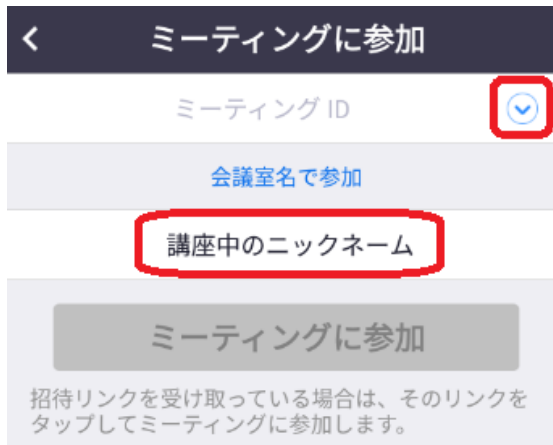 ミーティングに参加
ミーティング ID
会議室名で参加
講座中のニックネーム
ミーティングに参加
招待リンクを受け取っている場合は、そのリンクを
タップしてミーティングに参加します。